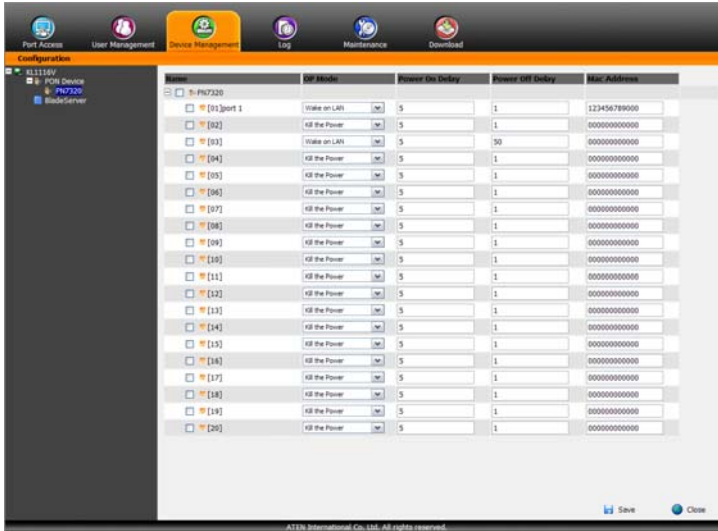 Port Access User Management Device Management Log Maintenance Download
Configuration
KL1116V
PON Device
PN7320
BladeServer
Name OP Mode Power On Delay Power Off Delay Mac Address
PN7320
[01]port 1 Wake on LAN 5 1 123456789000
[02] Kill the Power 5 1 000000000000
[03] Wake on LAN 5 50 000000000000
[04] Kill the Power 5 1 000000000000
[05] Kill the Power 5 1 000000000000
[06] Kill the Power 5 1 000000000000
[07] Kill the Power 5 1 000000000000
[08] Kill the Power 5 1 000000000000
[09] Kill the Power 5 1 000000000000
[10] Kill the Power 5 1 000000000000
[11] Kill the Power 5 1 000000000000
[12] Kill the Power 5 1 000000000000
[13] Kill the Power 5 1 000000000000
[14] Kill the Power 5 1 000000000000
[15] Kill the Power 5 1 000000000000
[16] Kill the Power 5 1 000000000000
[17] Kill the Power 5 1 000000000000
[18] Kill the Power 5 1 000000000000
[19] Kill the Power 5 1 000000000000
[20] Kill the Power 5 1 000000000000
Save Close
ATEN International Co. Ltd. All rights reserved.